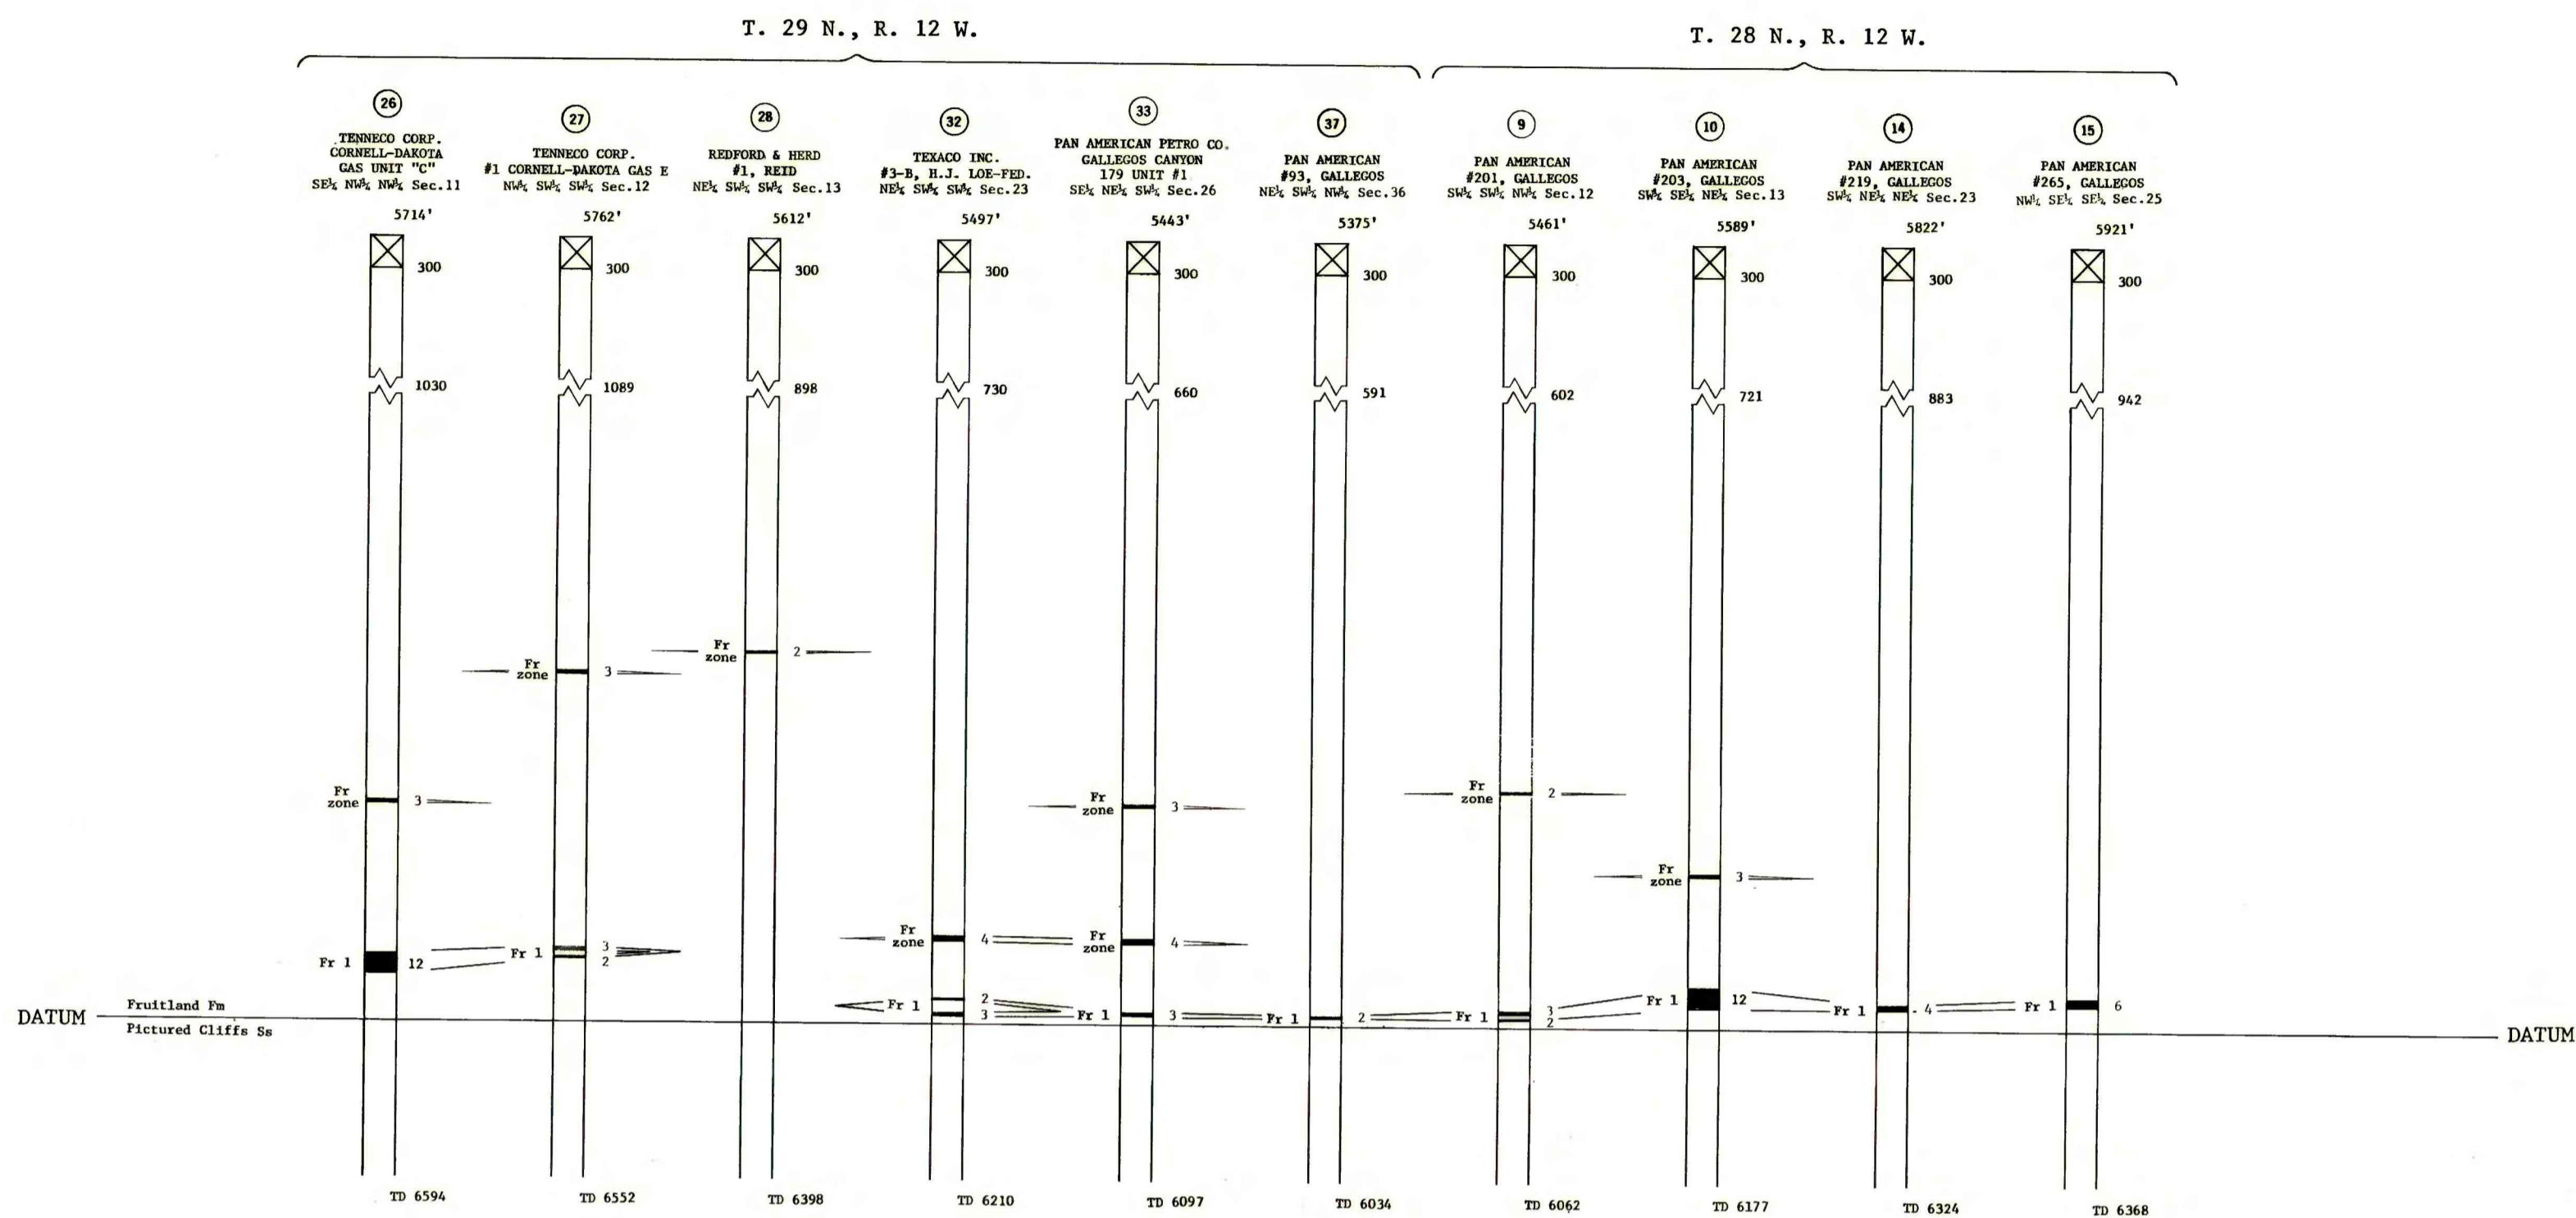 T. 29 N., R. 12 W.
T. 28 N., R. 12 W.
26
TENNECO CORP.
CORNELL-DAKOTA
GAS UNIT "C"
SE¼ NW¼ NW¼ Sec.11
5714'
300
1030
Fr
zone
3
Fr 1
12
TD 6594
27
TENNECO CORP.
#1 CORNELL-DAKOTA GAS E
NW¼ SW¼ SW¼ Sec.12
5762'
300
1089
Fr
zone
3
Fr 1
3
2
TD 6552
28
REDFORD & HERD
#1, REID
NE¼ SW¼ SW¼ Sec.13
5612'
300
898
Fr
zone
2
TD 6398
32
TEXACO INC.
#3-B, H.J. LOE-FED.
NE¼ SW¼ SW¼ Sec.23
5497'
300
730
Fr
zone
4
Fr 1
2
3
TD 6210
33
PAN AMERICAN PETRO CO.
GALLEGOS CANYON
179 UNIT #1
SE¼ NE¼ SW¼ Sec.26
5443'
300
660
Fr
zone
3
Fr
zone
4
Fr 1
3
TD 6097
37
PAN AMERICAN
#93, GALLEGOS
NE¼ SW¼ NW¼ Sec.36
5375'
300
591
Fr 1
2
TD 6034
9
PAN AMERICAN
#201, GALLEGOS
SW¼ SW¼ NW¼ Sec.12
5461'
300
602
Fr
zone
2
Fr 1
3
2
TD 6062
10
PAN AMERICAN
#203, GALLEGOS
SW¼ SE¼ NE¼ Sec.13
5589'
300
721
Fr
zone
3
Fr 1
12
TD 6177
14
PAN AMERICAN
#219, GALLEGOS
SW¼ NE¼ NE¼ Sec.23
5822'
300
883
Fr 1
4
TD 6324
15
PAN AMERICAN
#265, GALLEGOS
NW¼ SE¼ SE¼ Sec.25
5921'
300
942
Fr 1
6
TD 6368
DATUM
Fruitland Fm
Pictured Cliffs Ss
DATUM